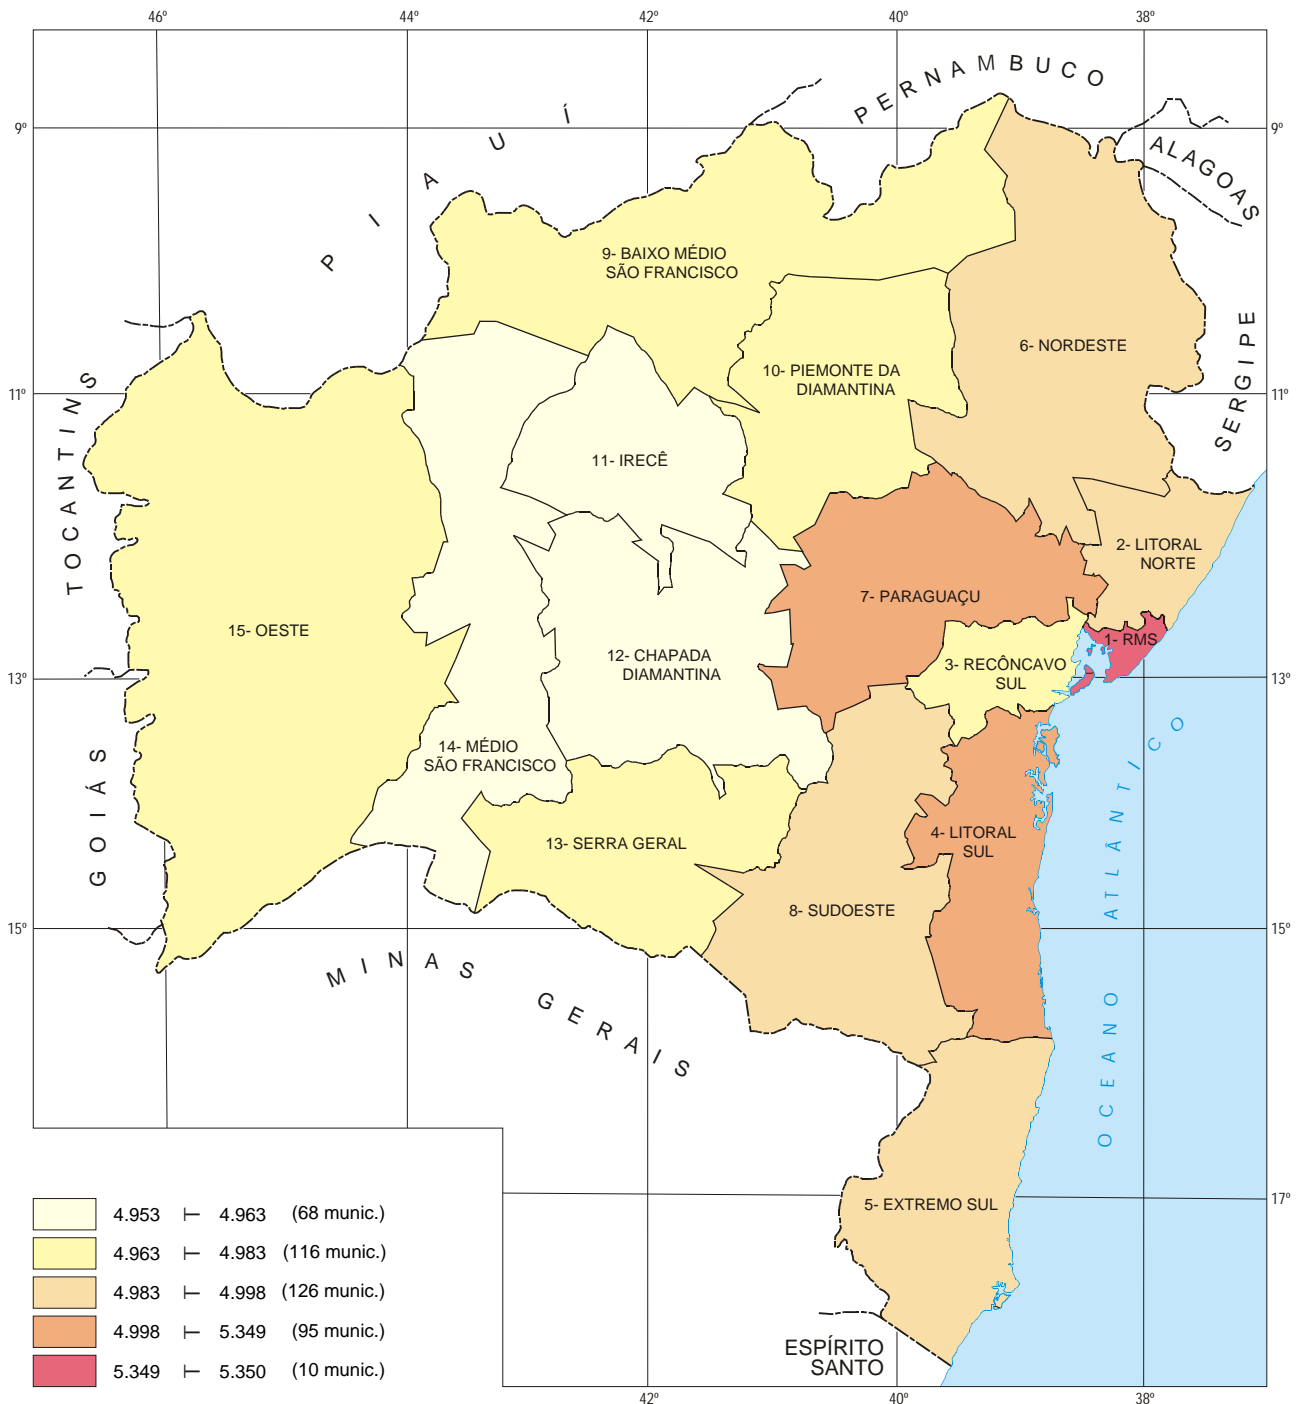 46º 44º 42º 40º 38º
PERNAMBUCO
PIAUÍ
9º 9º
ALAGOAS
9- BAIXO MÉDIO
SÃO FRANCISCO
6- NORDESTE
SERGIPE
10- PIEMONTE DA
DIAMANTINA
11º 11º
TOCANTINS
11- IRECÊ
2- LITORAL
NORTE
7- PARAGUAÇU
15- OESTE
1- RMS
12- CHAPADA
DIAMANTINA
3- RECÔNCAVO
SUL
13º 13º
14- MÉDIO
SÃO FRANCISCO
GOIÁS
13- SERRA GERAL
4- LITORAL
SUL
8- SUDOESTE
15º 15º
MINAS GERAIS
OCEANO ATLÂNTICO
17º
5- EXTREMO SUL
4.953 ⊢ 4.963 (68 munic.)
4.963 ⊢ 4.983 (116 munic.)
4.983 ⊢ 4.998 (126 munic.)
4.998 ⊢ 5.349 (95 munic.)
5.349 ⊢ 5.350 (10 munic.)
ESPÍRITO
SANTO
42º 40º 38º